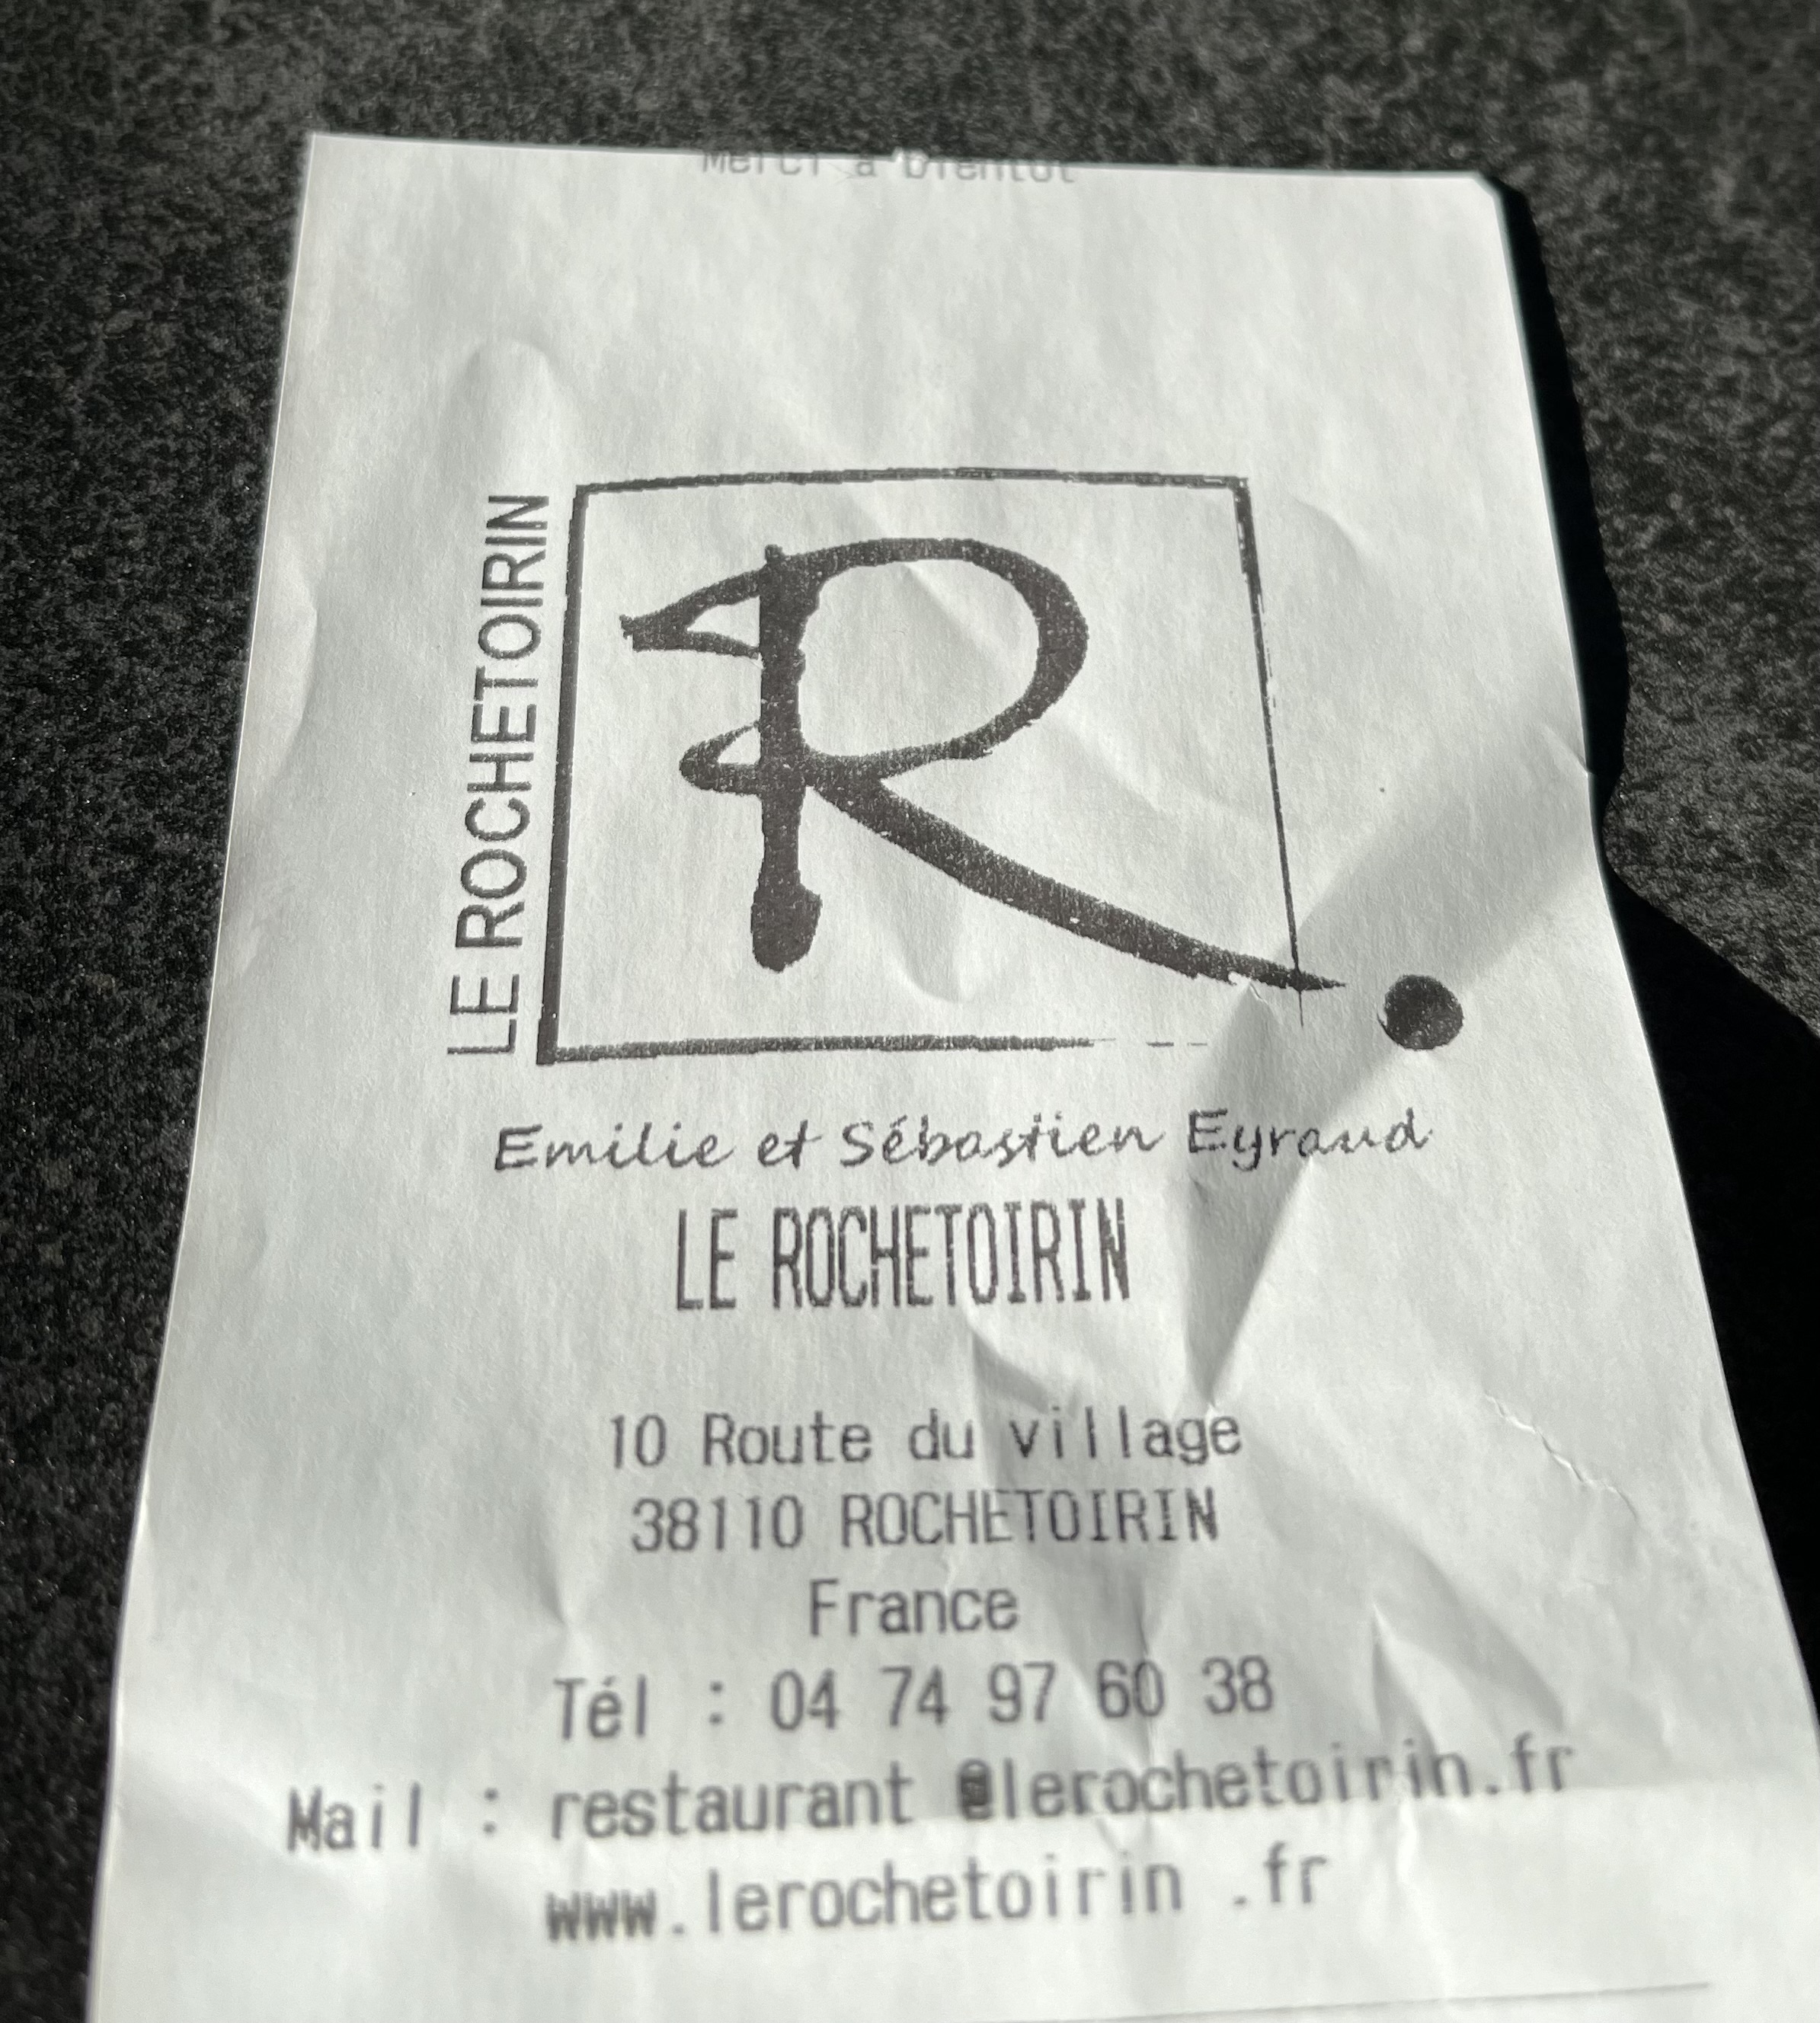 Merci a bientot
LE ROCHETOIRIN
R.
Emilie et Sébastien Eyraud
LE ROCHETOIRIN
10 Route du village
38110 ROCHETOIRIN
France
Tél : 04 74 97 60 38
Mail : restaurant @lerochetoirin.fr
www.lerochetoirin .fr